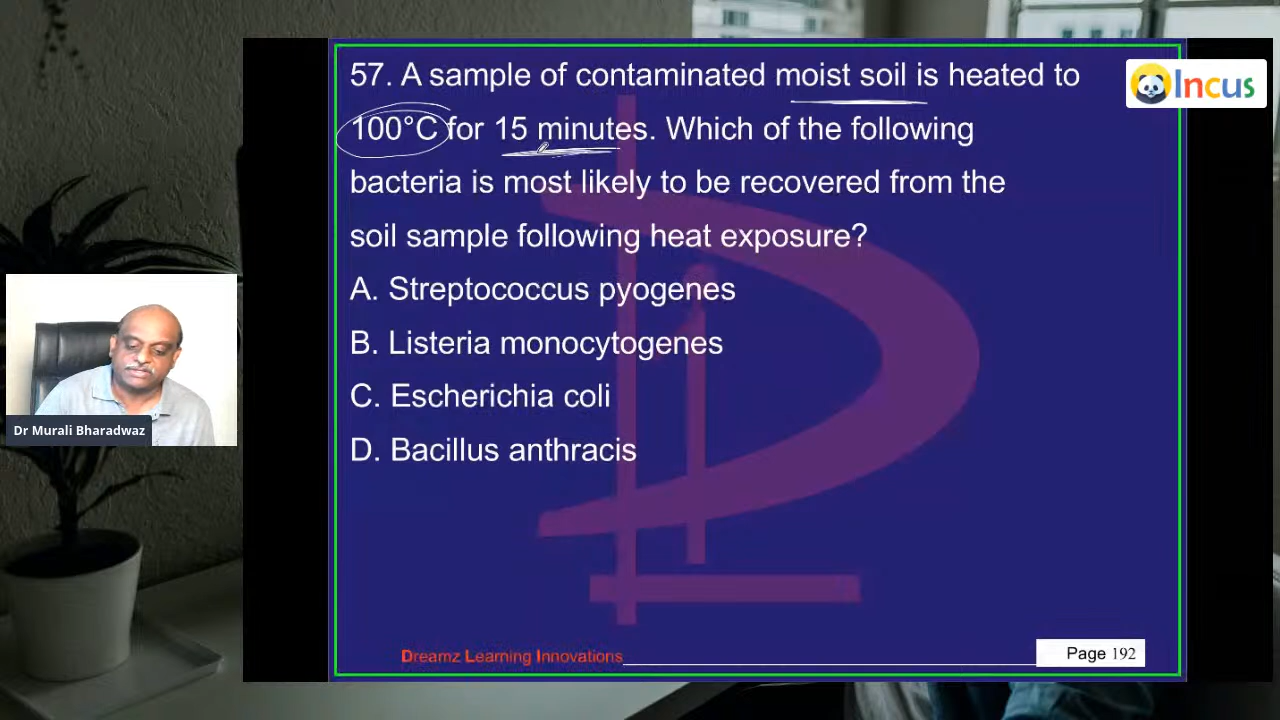 57. A sample of contaminated moist soil is heated to
100°C for 15 minutes. Which of the following
bacteria is most likely to be recovered from the
soil sample following heat exposure?
A. Streptococcus pyogenes
B. Listeria monocytogenes
C. Escherichia coli
D. Bacillus anthracis
Incus
Dr Murali Bharadwaz
Dreamz Learning Innovations
Page 192